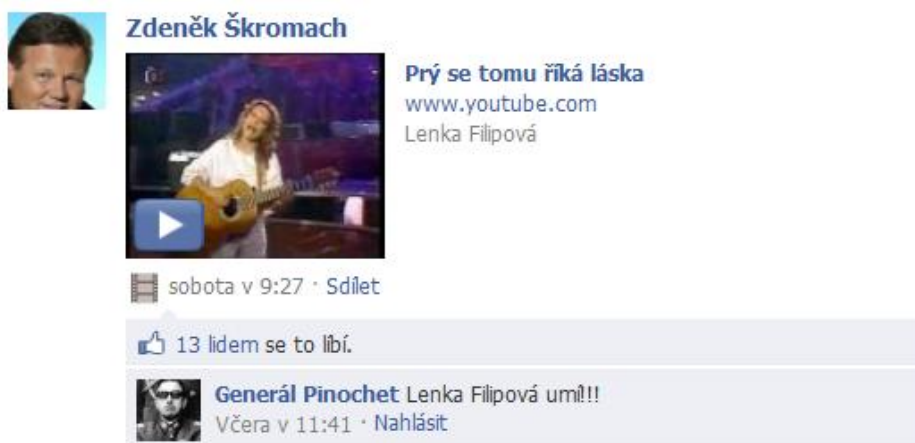 Zdeněk Škromach
Prý se tomu říká láska
www.youtube.com
Lenka Filipová
sobota v 9:27 · Sdílet
13 lidem se to líbí.
Generál Pinochet Lenka Filipová umí!!!
Včera v 11:41 · Nahlásit